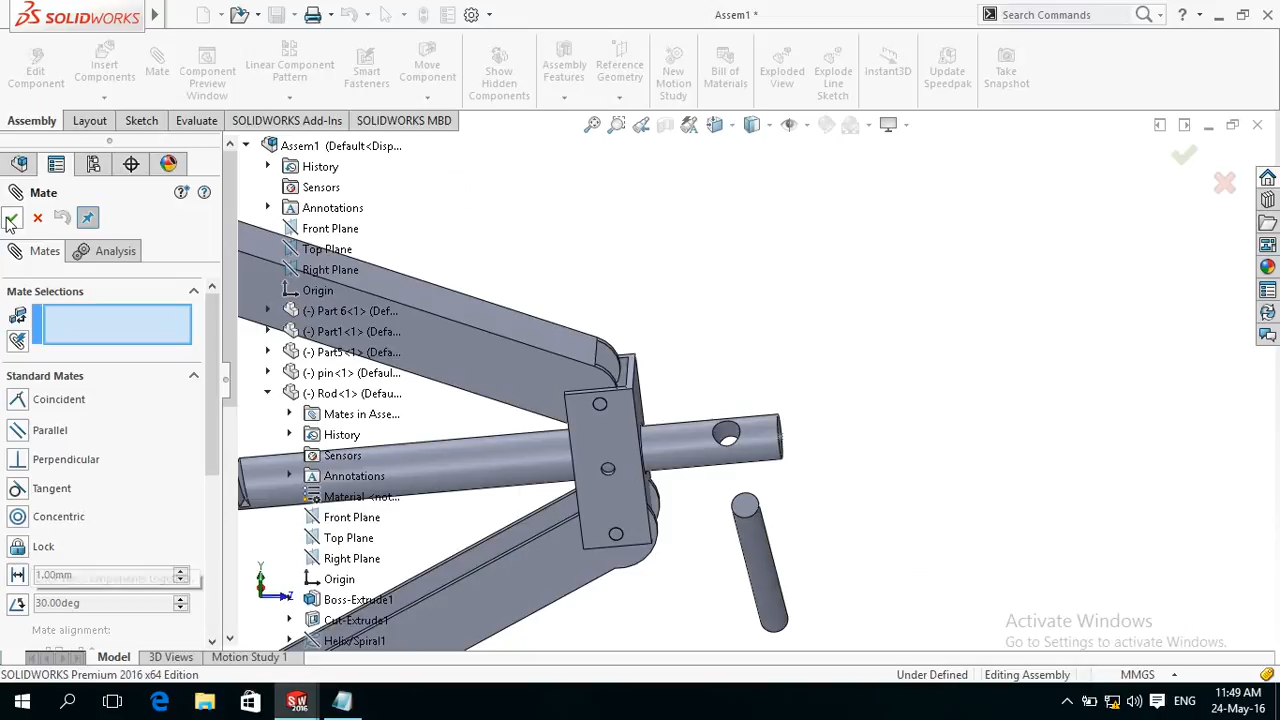 SOLIDWORKS
Assem1 *
Search Commands
Edit Component
Insert Components
Mate
Component Preview Window
Linear Component Pattern
Smart Fasteners
Move Component
Show Hidden Components
Assembly Features
Reference Geometry
New Motion Study
Bill of Materials
Exploded View
Explode Line Sketch
Instant3D
Update Speedpak
Take Snapshot
Assembly
Layout
Sketch
Evaluate
SOLIDWORKS Add-Ins
SOLIDWORKS MBD
Mate
Mates
Analysis
Mate Selections
Standard Mates
Coincident
Parallel
Perpendicular
Tangent
Concentric
Lock
1.00mm
30.00deg
Mate alignment:
Assem1 (Default<Disp...
History
Sensors
Annotations
Front Plane
Top Plane
Right Plane
Origin
(-) Part 6<1> (Def...
(-) Part1<1> (Defa...
(-) Part5<1> (Defa...
(-) pin<1> (Defaul...
(-) Rod<1> (Defau...
Mates in Asse...
History
Sensors
Annotations
Material <not...
Front Plane
Top Plane
Right Plane
Origin
Boss-Extrude1
Cut-Extrude1
Helix/Spiral1
Y
Z
Activate Windows
Go to Settings to activate Windows.
Model
3D Views
Motion Study 1
SOLIDWORKS Premium 2016 x64 Edition
Under Defined
Editing Assembly
MMGS
SW
2016
ENG
11:49 AM
24-May-16